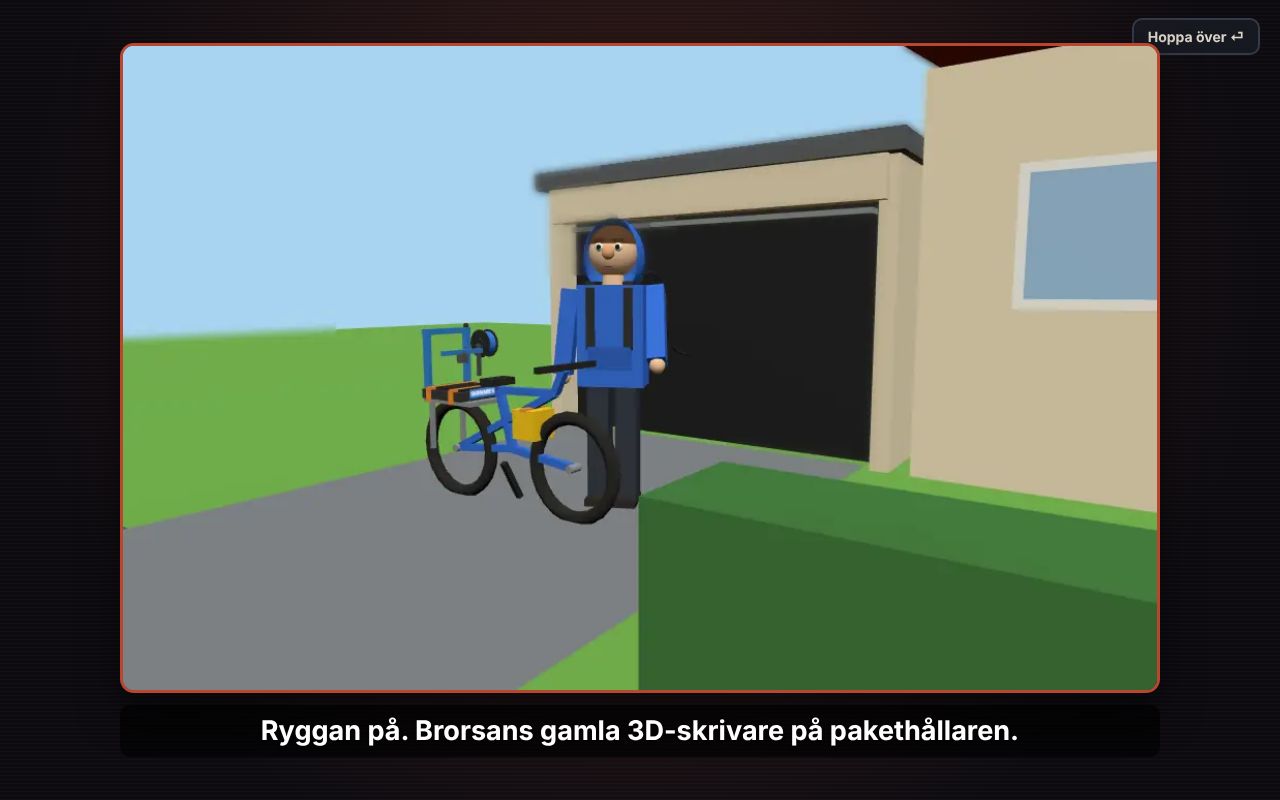 Hoppa över ⏎
Ryggan på. Brorsans gamla 3D-skrivare på pakethållaren.